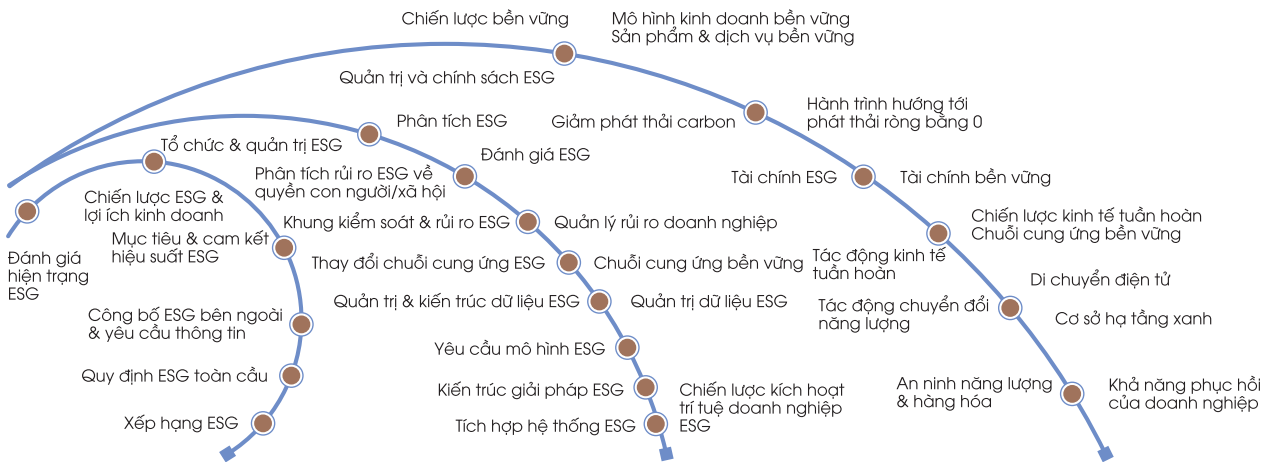 Chiến lược bền vững
Mô hình kinh doanh bền vững
Sản phẩm & dịch vụ bền vững
Quản trị và chính sách ESG
Giảm phát thải carbon
Hành trình hướng tới
phát thải ròng bằng 0
Tài chính ESG
Tài chính bền vững
Chiến lược kinh tế tuần hoàn
Chuỗi cung ứng bền vững
Tác động kinh tế
tuần hoàn
Di chuyển điện tử
Tác động chuyển đổi
năng lượng
Cơ sở hạ tầng xanh
An ninh năng lượng
& hàng hóa
Khả năng phục hồi
của doanh nghiệp
Phân tích ESG
Đánh giá ESG
Phân tích rủi ro ESG về
quyền con người/xã hội
Khung kiểm soát & rủi ro ESG
Quản lý rủi ro doanh nghiệp
Thay đổi chuỗi cung ứng ESG
Chuỗi cung ứng bền vững
Quản trị & kiến trúc dữ liệu ESG
Quản trị dữ liệu ESG
Yêu cầu mô hình ESG
Kiến trúc giải pháp ESG
Chiến lược kích hoạt
trí tuệ doanh nghiệp
ESG
Tích hợp hệ thống ESG
Tổ chức & quản trị ESG
Chiến lược ESG &
lợi ích kinh doanh
Đánh giá
hiện trạng
ESG
Mục tiêu & cam kết
hiệu suất ESG
Công bố ESG bên ngoài
& yêu cầu thông tin
Quy định ESG toàn cầu
Xếp hạng ESG